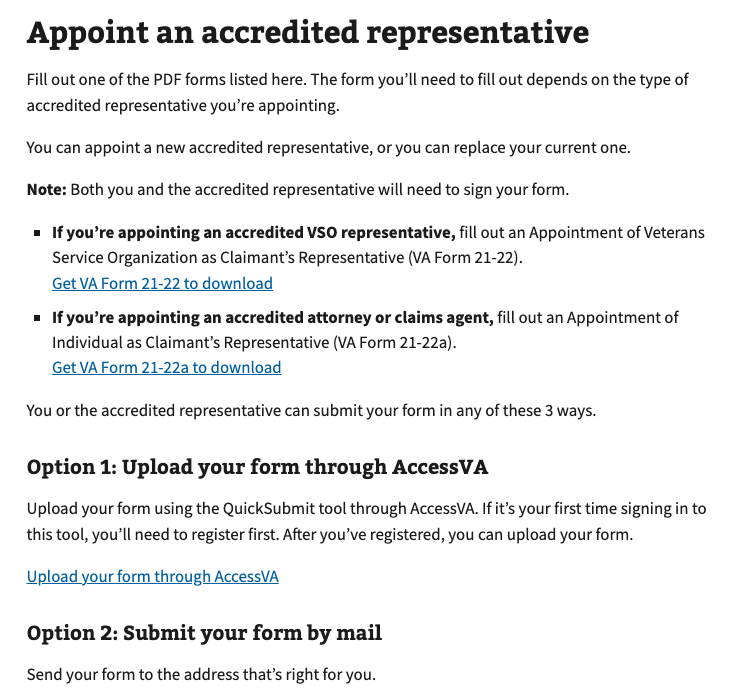 Appoint an accredited representative
Fill out one of the PDF forms listed here. The form you’ll need to fill out depends on the type of
accredited representative you’re appointing.
You can appoint a new accredited representative, or you can replace your current one.
Note: Both you and the accredited representative will need to sign your form.
▪ If you’re appointing an accredited VSO representative, fill out an Appointment of Veterans
Service Organization as Claimant’s Representative (VA Form 21-22).
Get VA Form 21-22 to download
▪ If you’re appointing an accredited attorney or claims agent, fill out an Appointment of
Individual as Claimant’s Representative (VA Form 21-22a).
Get VA Form 21-22a to download
You or the accredited representative can submit your form in any of these 3 ways.
Option 1: Upload your form through AccessVA
Upload your form using the QuickSubmit tool through AccessVA. If it’s your first time signing in to
this tool, you’ll need to register first. After you’ve registered, you can upload your form.
Upload your form through AccessVA
Option 2: Submit your form by mail
Send your form to the address that’s right for you.